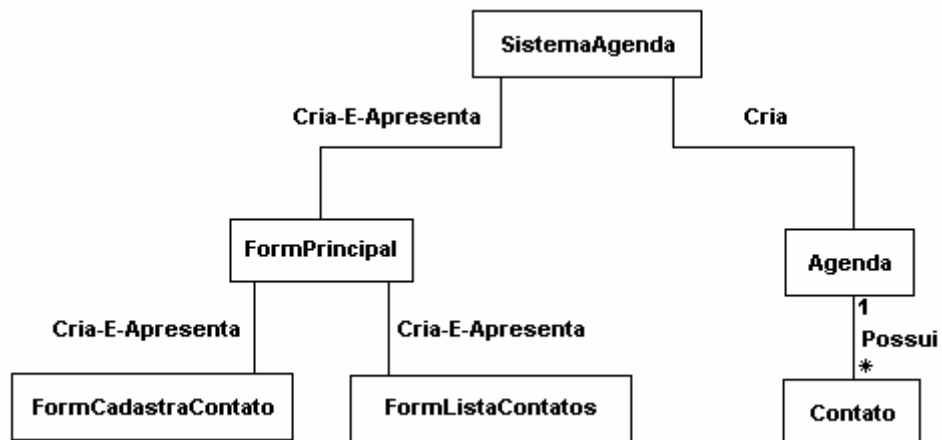 SistemaAgenda
Cria-E-Apresenta
Cria
FormPrincipal
Agenda
1
Cria-E-Apresenta
Cria-E-Apresenta
Possui
*
FormCadastraContato
FormListaContatos
Contato